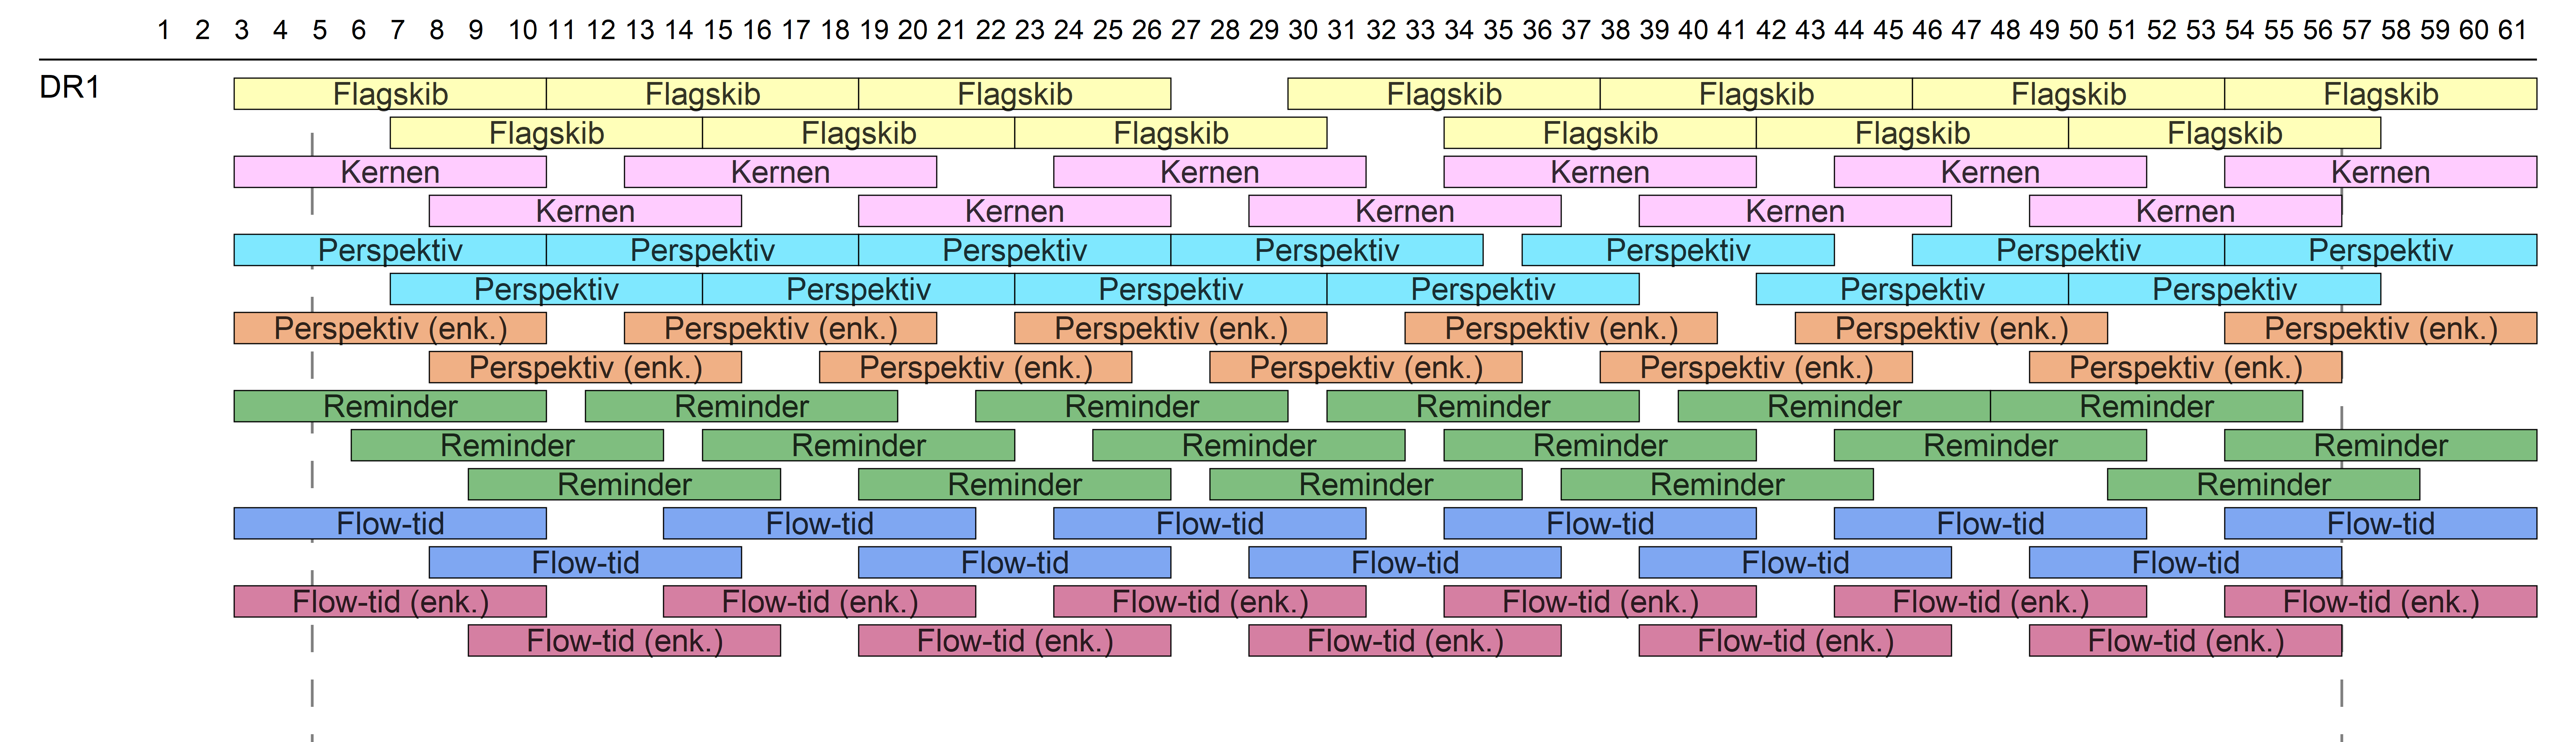 1 2 3 4 5 6 7 8 9 10 11 12 13 14 15 16 17 18 19 20 21 22 23 24 25 26 27 28 29 30 31 32 33 34 35 36 37 38 39 40 41 42 43 44 45 46 47 48 49 50 51 52 53 54 55 56 57 58 59 60 61
DR1 Flagskib Flagskib Flagskib Flagskib Flagskib Flagskib Flagskib
Flagskib Flagskib Flagskib Flagskib Flagskib Flagskib
Kernen Kernen Kernen Kernen Kernen Kernen
Kernen Kernen Kernen Kernen Kernen
Perspektiv Perspektiv Perspektiv Perspektiv Perspektiv Perspektiv Perspektiv
Perspektiv Perspektiv Perspektiv Perspektiv Perspektiv Perspektiv
Perspektiv (enk.) Perspektiv (enk.) Perspektiv (enk.) Perspektiv (enk.) Perspektiv (enk.) Perspektiv (enk.)
Perspektiv (enk.) Perspektiv (enk.) Perspektiv (enk.) Perspektiv (enk.) Perspektiv (enk.)
Reminder Reminder Reminder Reminder Reminder Reminder
Reminder Reminder Reminder Reminder Reminder Reminder
Reminder Reminder Reminder Reminder Reminder
Flow-tid Flow-tid Flow-tid Flow-tid Flow-tid Flow-tid
Flow-tid Flow-tid Flow-tid Flow-tid Flow-tid
Flow-tid (enk.) Flow-tid (enk.) Flow-tid (enk.) Flow-tid (enk.) Flow-tid (enk.) Flow-tid (enk.)
Flow-tid (enk.) Flow-tid (enk.) Flow-tid (enk.) Flow-tid (enk.) Flow-tid (enk.)